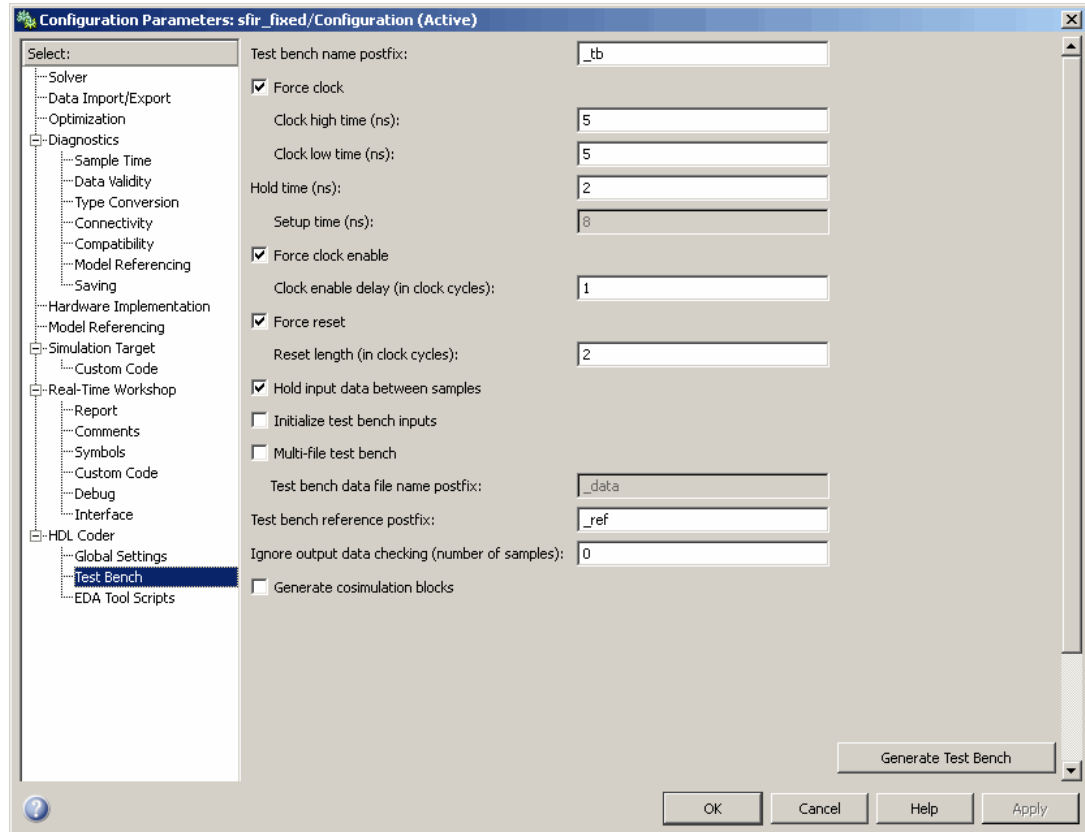 Configuration Parameters: sfir_fixed/Configuration (Active)
Select:
Solver
Data Import/Export
Optimization
Diagnostics
Sample Time
Data Validity
Type Conversion
Connectivity
Compatibility
Model Referencing
Saving
Hardware Implementation
Model Referencing
Simulation Target
Custom Code
Real-Time Workshop
Report
Comments
Symbols
Custom Code
Debug
Interface
HDL Coder
Global Settings
Test Bench
EDA Tool Scripts
Test bench name postfix: _tb
Force clock
Clock high time (ns): 5
Clock low time (ns): 5
Hold time (ns): 2
Setup time (ns): 8
Force clock enable
Clock enable delay (in clock cycles): 1
Force reset
Reset length (in clock cycles): 2
Hold input data between samples
Initialize test bench inputs
Multi-file test bench
Test bench data file name postfix: _data
Test bench reference postfix: _ref
Ignore output data checking (number of samples): 0
Generate cosimulation blocks
Generate Test Bench
OK Cancel Help Apply